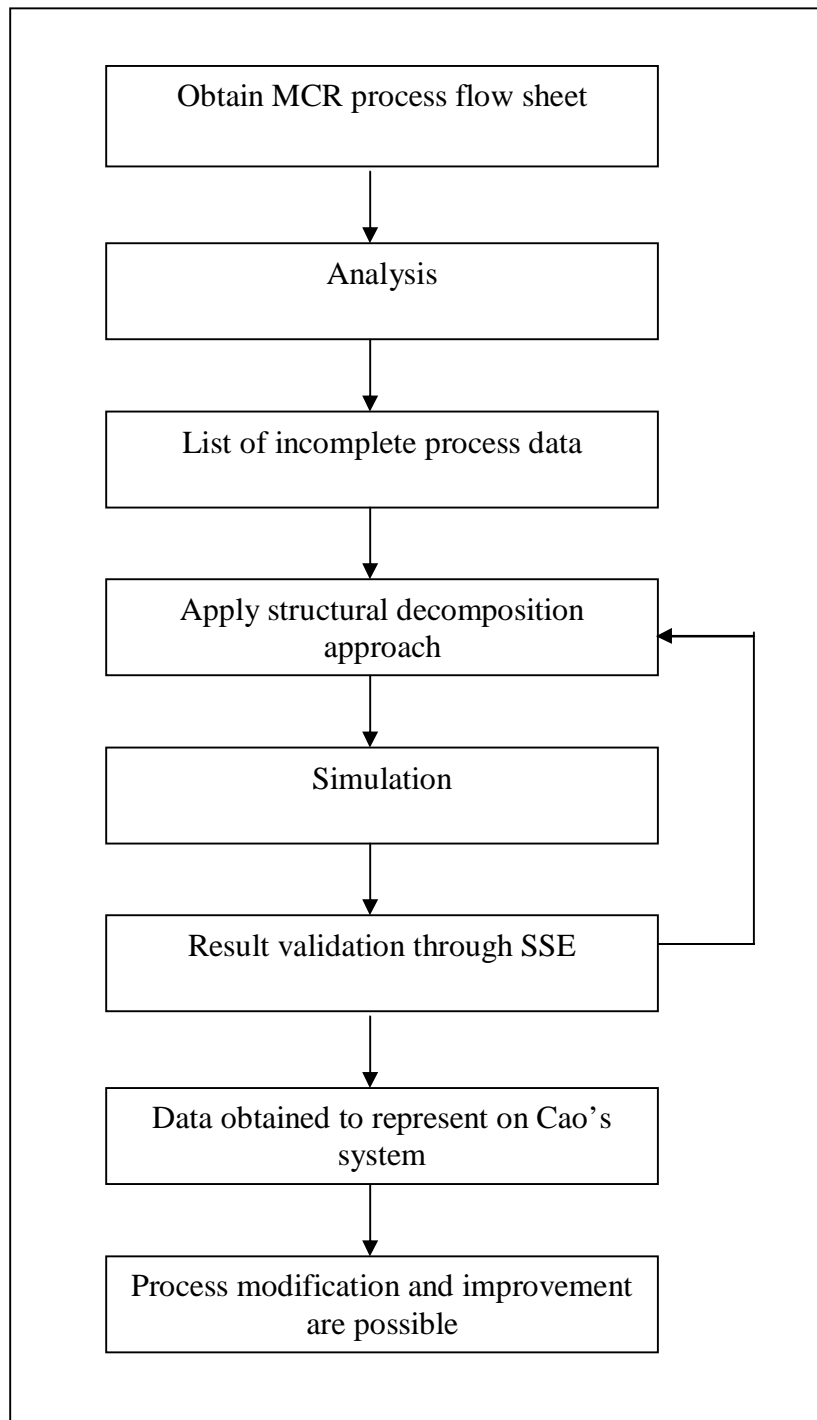 Obtain MCR process flow sheet
Analysis
List of incomplete process data
Apply structural decomposition
approach
Simulation
Result validation through SSE
Data obtained to represent on Cao’s
system
Process modification and improvement
are possible